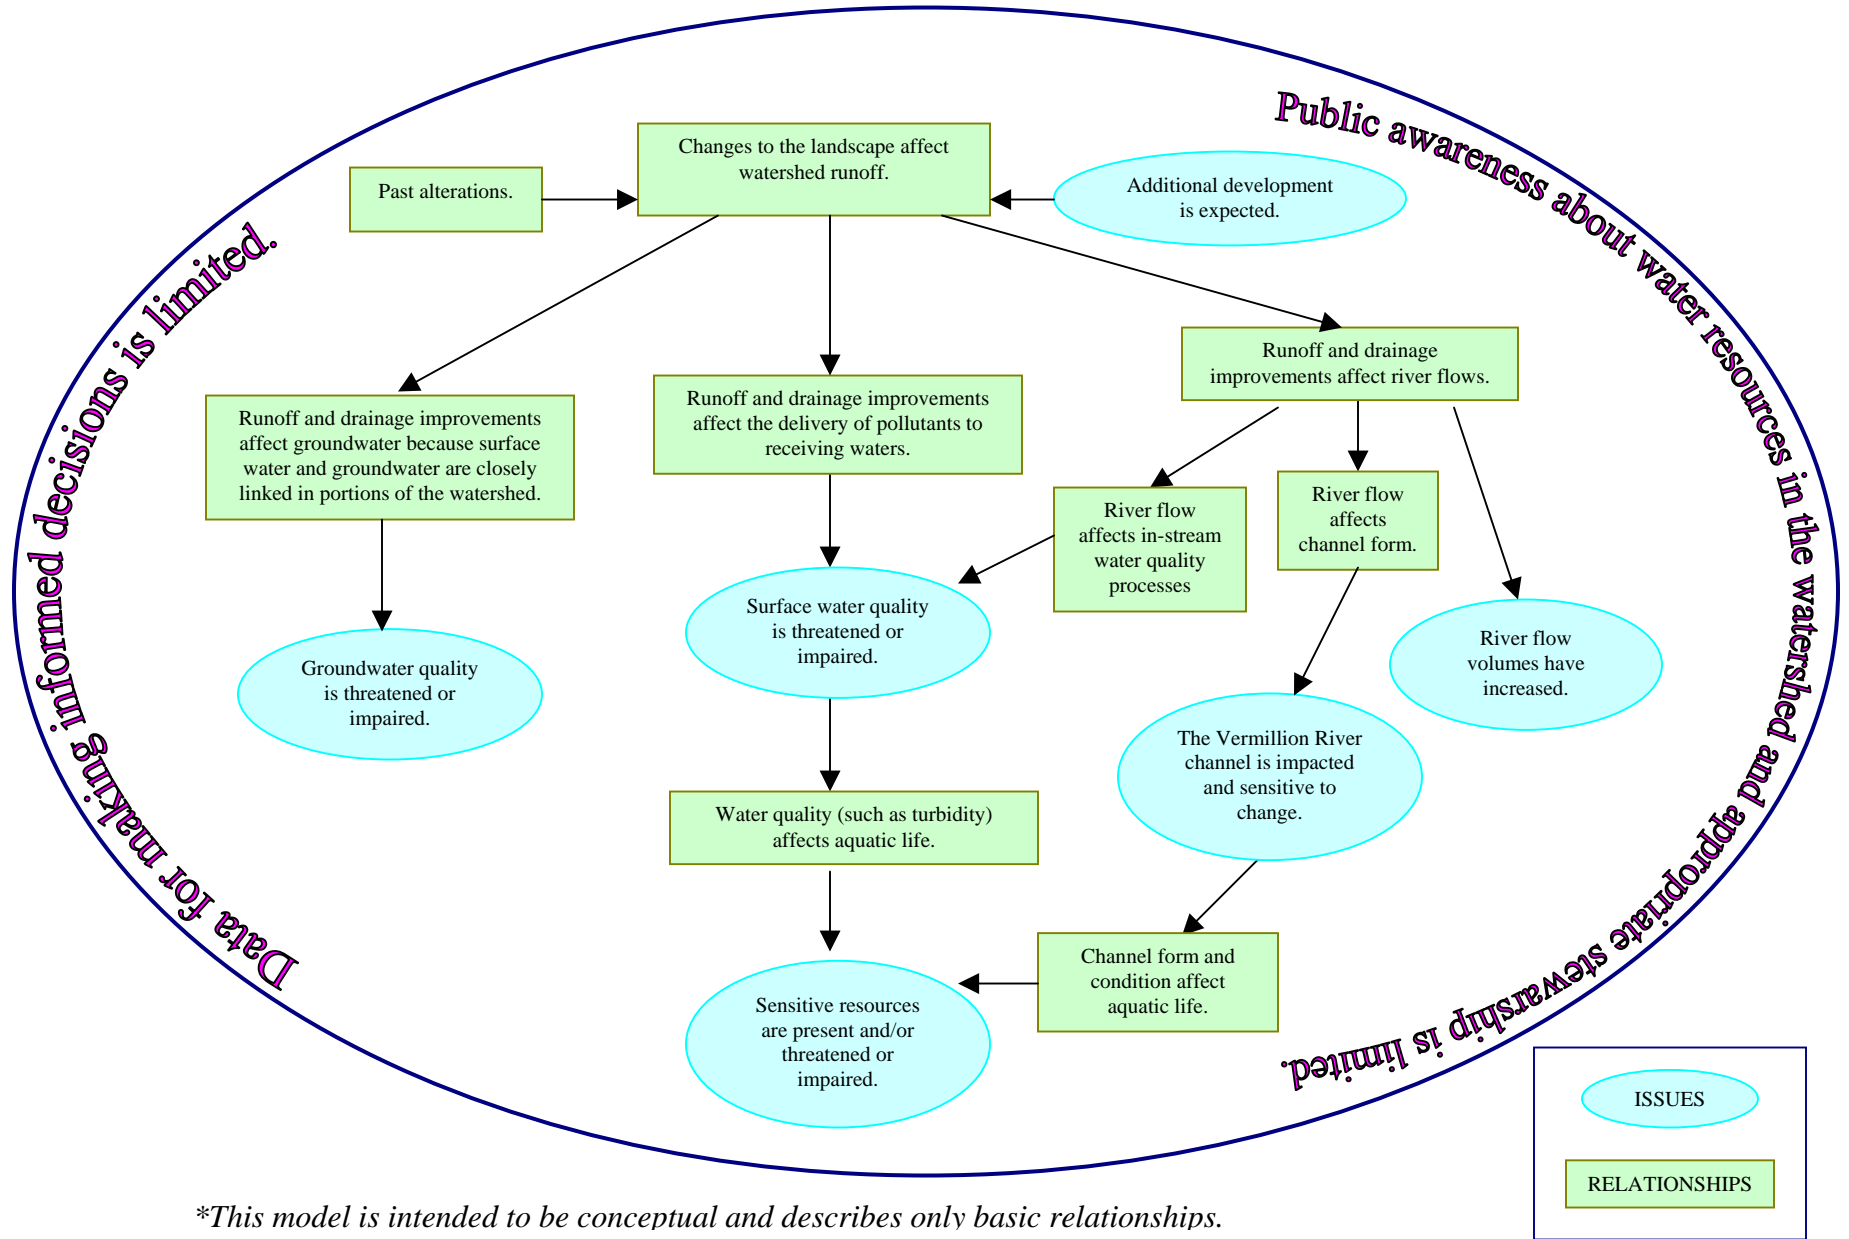 Public awareness about water resources in the watershed and appropriate stewarship is limited.
Data for making informed decisions is limited.
Changes to the landscape affect
watershed runoff.
Past alterations.
Additional development
is expected.
Runoff and drainage
improvements affect river flows.
Runoff and drainage improvements
affect the delivery of pollutants to
receiving waters.
Runoff and drainage improvements
affect groundwater because surface
water and groundwater are closely
linked in portions of the watershed.
River flow
affects in-stream
water quality
processes
River flow
affects
channel form.
Surface water quality
is threatened or
impaired.
River flow
volumes have
increased.
Groundwater quality
is threatened or
impaired.
The Vermillion River
channel is impacted
and sensitive to
change.
Water quality (such as turbidity)
affects aquatic life.
Channel form and
condition affect
aquatic life.
Sensitive resources
are present and/or
threatened or
impaired.
ISSUES
RELATIONSHIPS
*This model is intended to be conceptual and describes only basic relationships.